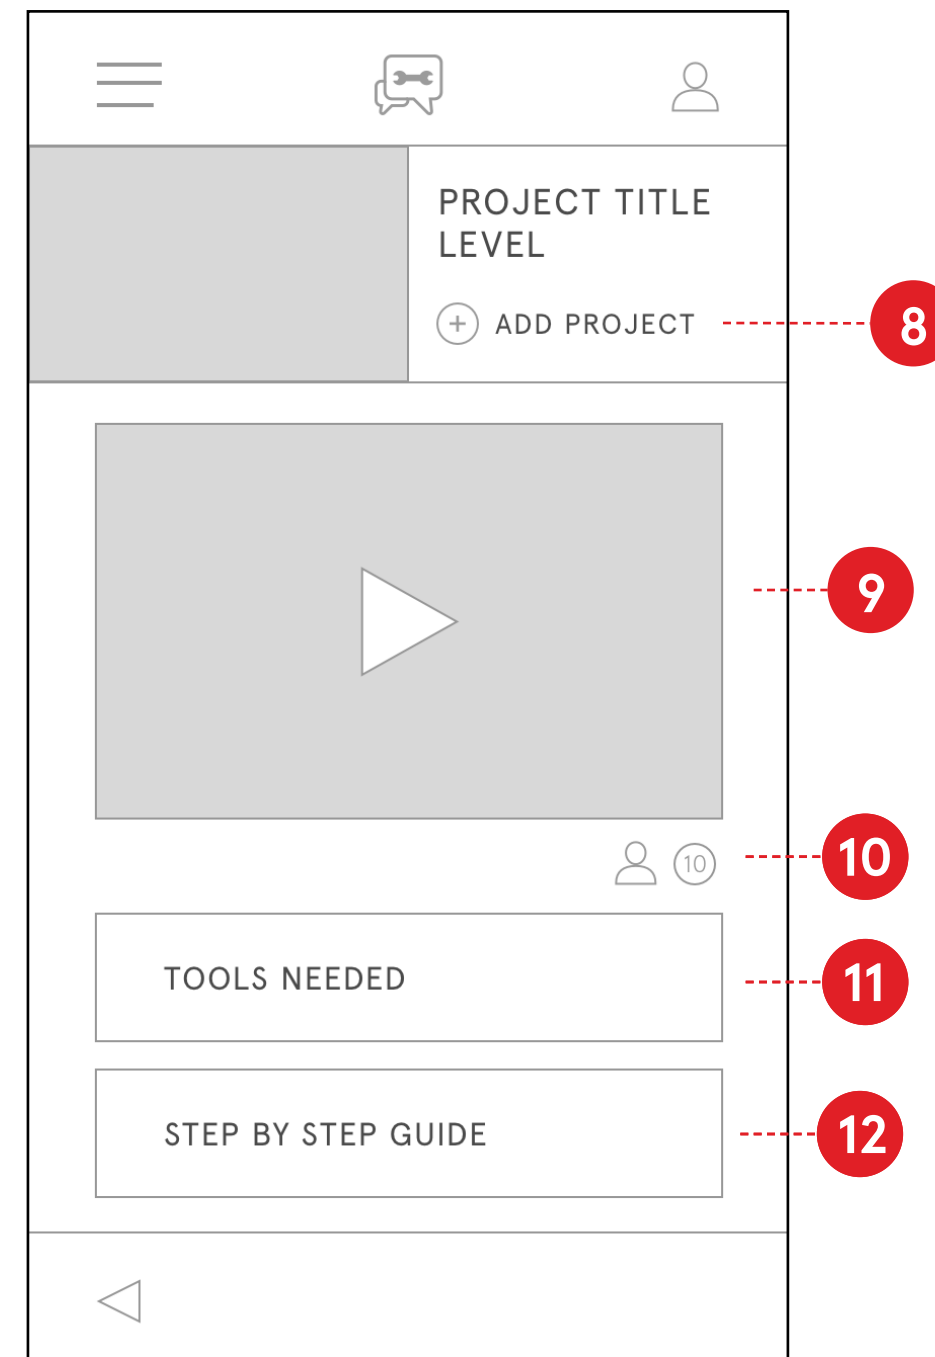 PROJECT TITLE
LEVEL
ADD PROJECT
8
9
10
10
TOOLS NEEDED
11
STEP BY STEP GUIDE
12